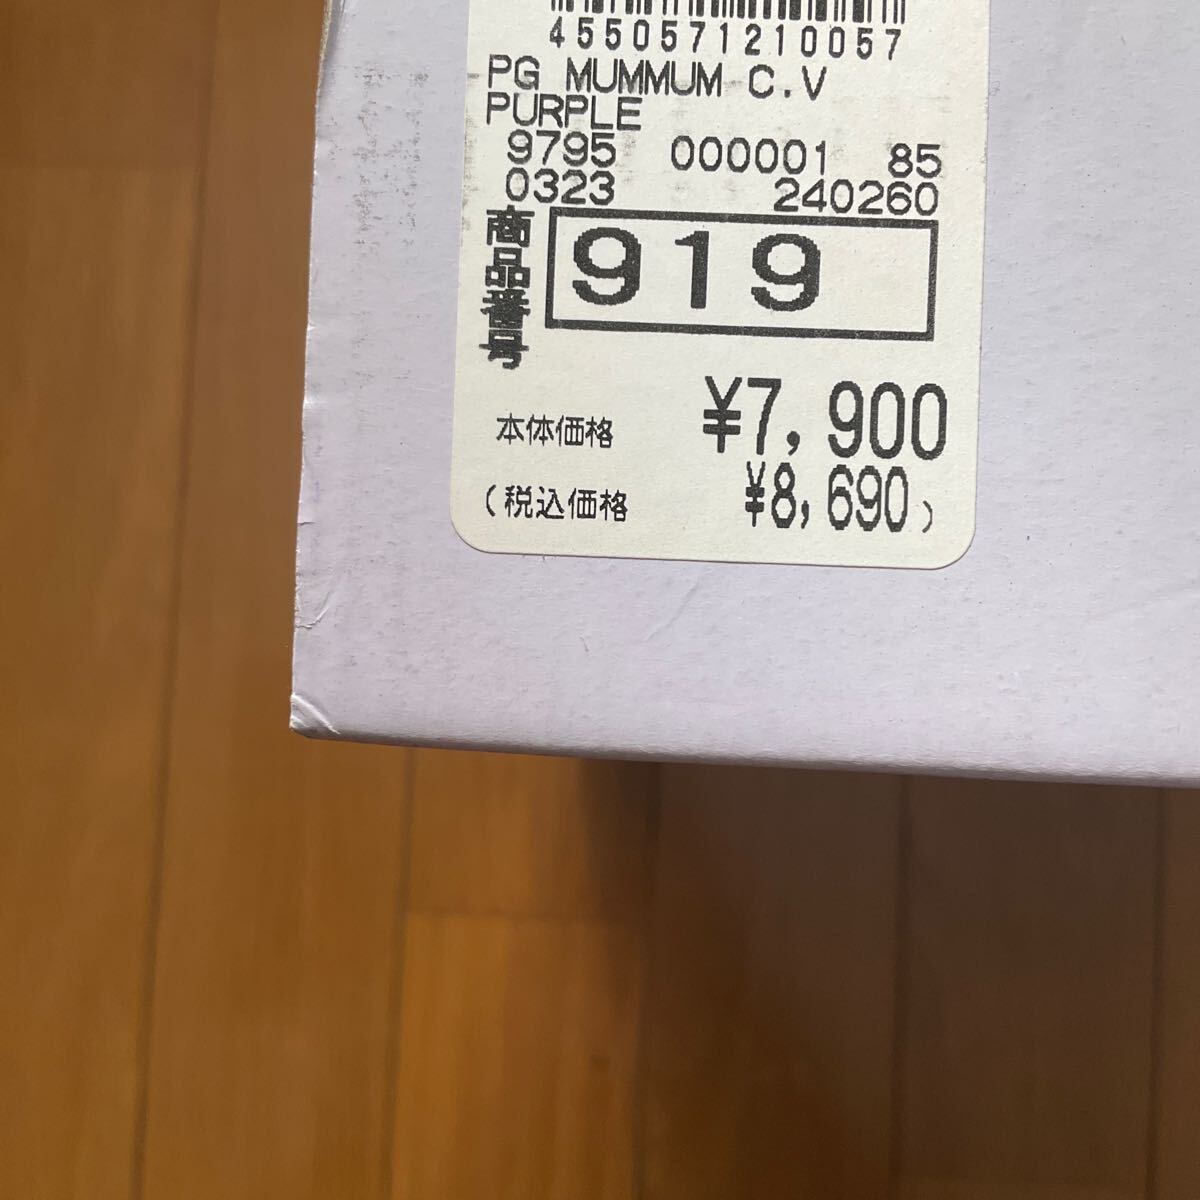 4550571210057
PG MUMMUM C.V
PURPLE
9795 000001 85
0323 240260
商品番号 919
本体価格 ¥7,900
(税込価格 ¥8,690)